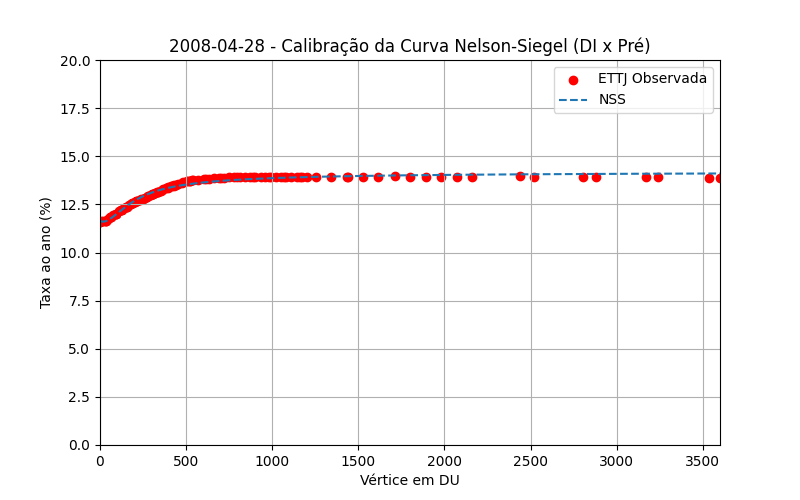 2008-04-28 - Calibração da Curva Nelson-Siegel (DI x Pré)
ETTJ Observada
NSS
20.0
17.5
15.0
12.5
10.0
7.5
5.0
2.5
0.0
Taxa ao ano (%)
0 500 1000 1500 2000 2500 3000 3500
Vértice em DU